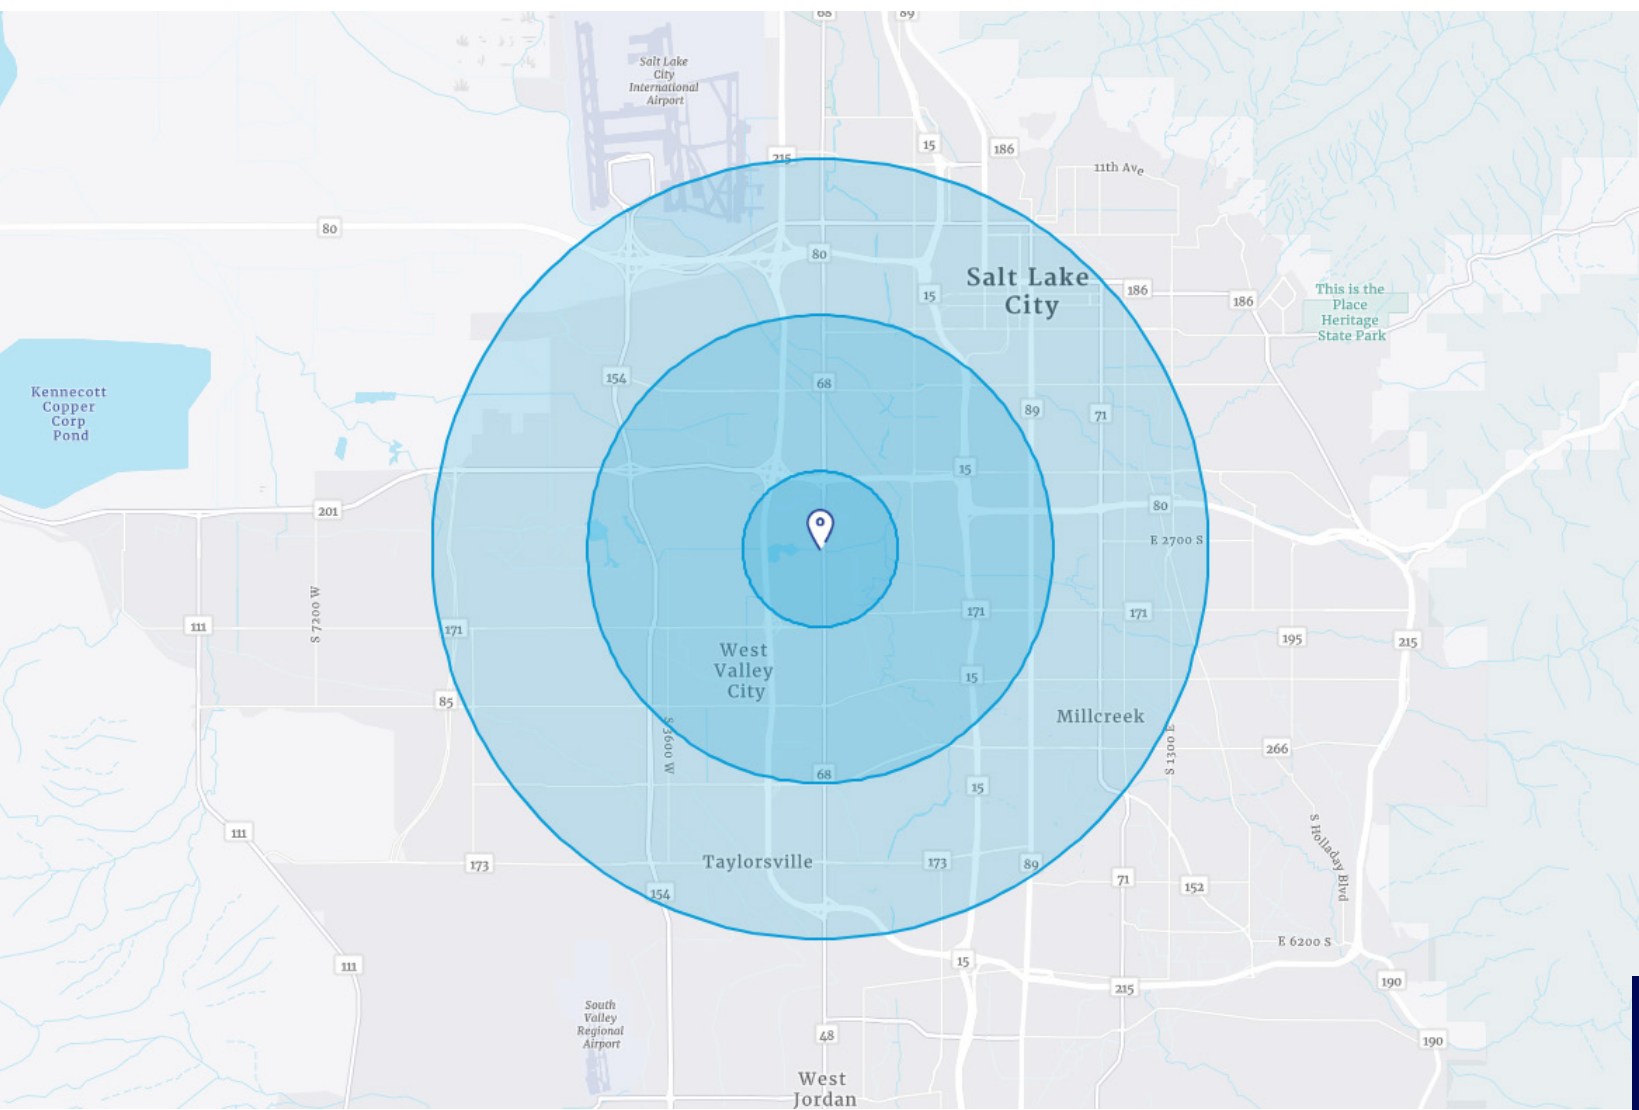 68
89
Salt Lake
City
International
Airport
15
186
215
11th Ave
80
80
Salt Lake
City
186
15
186
This is the
Place
Heritage
State Park
154
68
Kennecott
Copper
Corp
Pond
89
71
15
201
80
E 2700 S
S 7200 W
171
171
111
171
195
215
West
Valley
City
15
85
Millcreek
S 3600 W
S 1300 E
266
68
15
111
S Holladay Blvd
Taylorsville
173
173
89
71
152
154
E 6200 S
15
111
190
215
South
Valley
Regional
Airport
48
190
West
Jordan